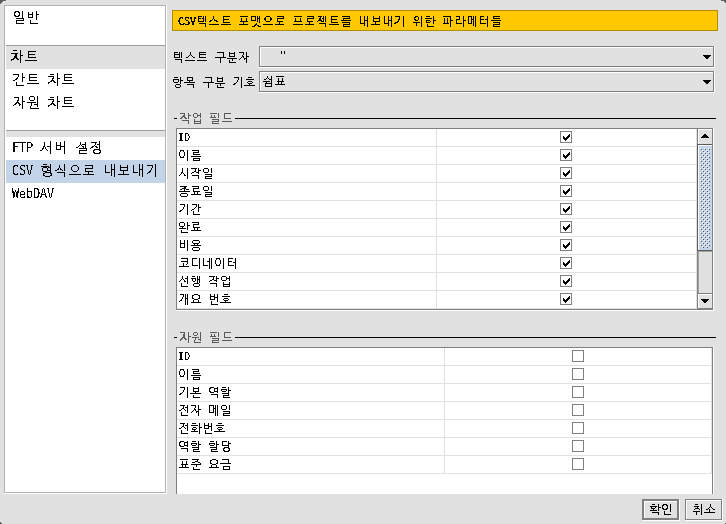 일반
차트
간트 차트
자원 차트
FTP 서버 설정
CSV 형식으로 내보내기
WebDAV
CSV텍스트 포맷으로 프로젝트를 내보내기 위한 파라메터들
텍스트 구분자 "
항목 구분 기호 쉼표
작업 필드
ID
이름
시작일
종료일
기간
완료
비용
코디네이터
선행 작업
개요 번호
자원 필드
ID
이름
기본 역할
전자 메일
전화번호
역할 할당
표준 요금
확인 취소